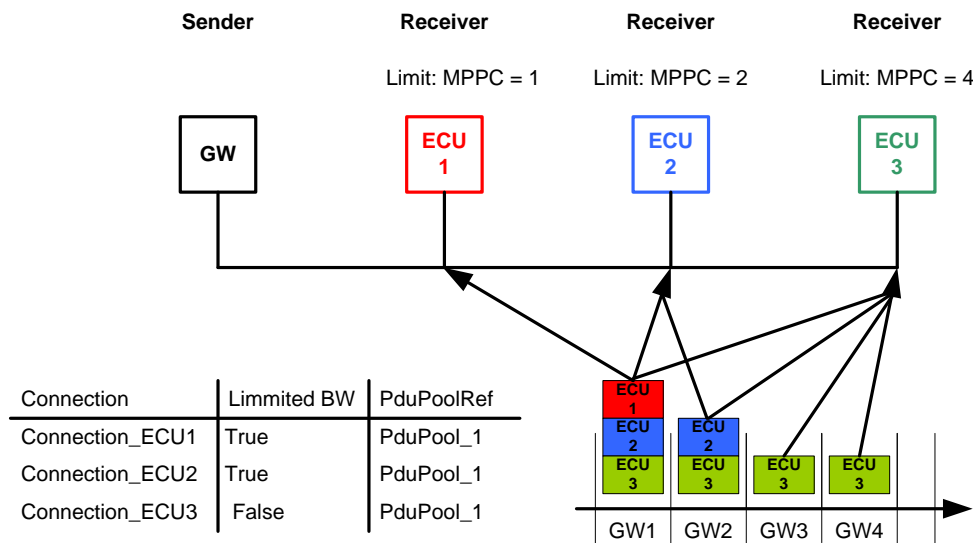 Sender Receiver Receiver Receiver
Limit: MPPC = 1 Limit: MPPC = 2 Limit: MPPC = 4
GW
ECU
1
ECU
2
ECU
3
Connection Limmited BW PduPoolRef
Connection_ECU1 True PduPool_1
Connection_ECU2 True PduPool_1
Connection_ECU3 False PduPool_1
ECU
1
ECU
2
ECU
3
ECU
2
ECU
3
ECU
3
ECU
3
GW1 GW2 GW3 GW4